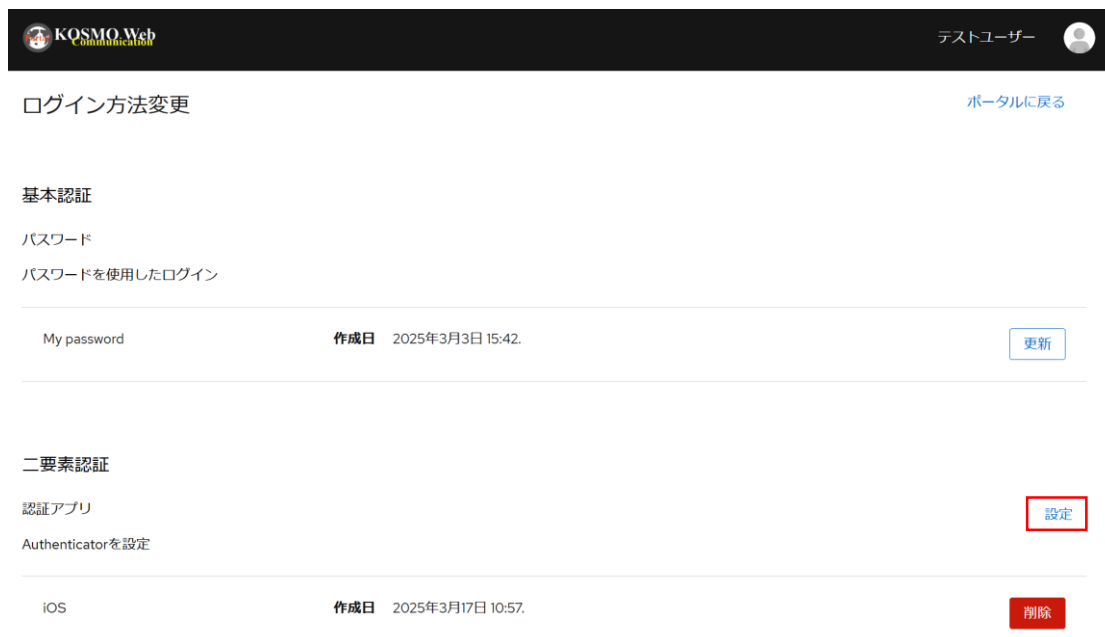 Portal KOSMO Web
Communication
テストユーザー
ログイン方法変更
ポータルに戻る
基本認証
パスワード
パスワードを使用したログイン
My password 作成日 2025年3月3日 15:42. 更新
二要素認証
認証アプリ
設定
Authenticatorを設定
iOS 作成日 2025年3月17日 10:57. 削除